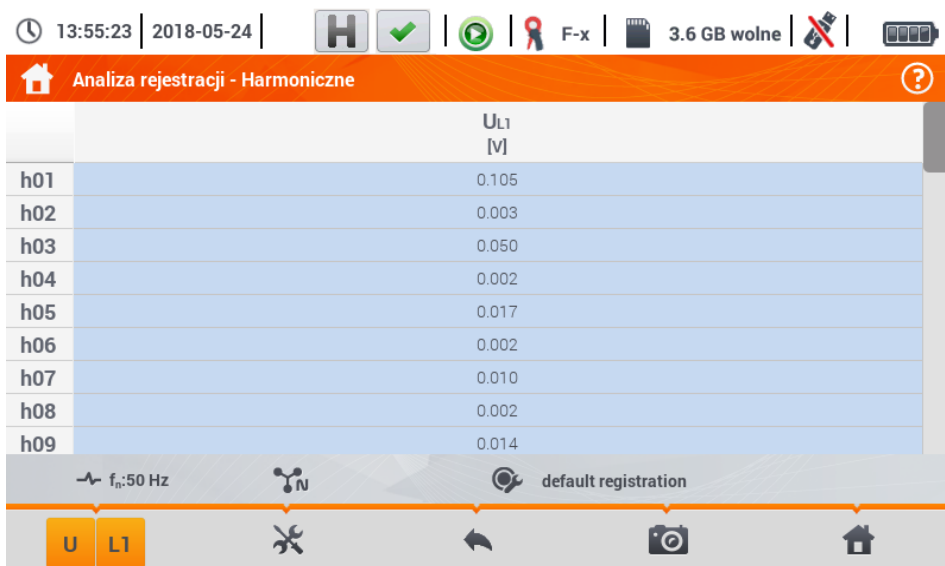 13:55:23 2018-05-24 H F-x 3.6 GB wolne
Analiza rejestracji - Harmoniczne ?
UL1
[V]
h01 0.105
h02 0.003
h03 0.050
h04 0.002
h05 0.017
h06 0.002
h07 0.010
h08 0.002
h09 0.014
fn:50 Hz N default registration
U L1